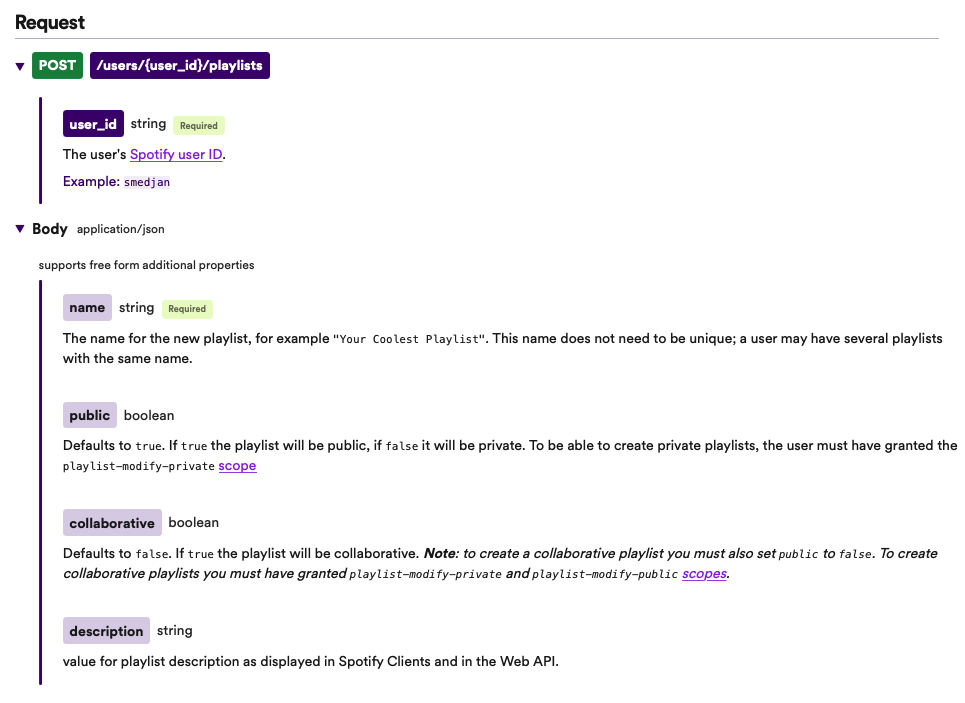 Request
POST /users/{user_id}/playlists
user_id string Required
The user's Spotify user ID.
Example: smedjan
Body application/json
supports free form additional properties
name string Required
The name for the new playlist, for example "Your Coolest Playlist". This name does not need to be unique; a user may have several playlists
with the same name.
public boolean
Defaults to true. If true the playlist will be public, if false it will be private. To be able to create private playlists, the user must have granted the
playlist-modify-private scope
collaborative boolean
Defaults to false. If true the playlist will be collaborative. Note: to create a collaborative playlist you must also set public to false. To create
collaborative playlists you must have granted playlist-modify-private and playlist-modify-public scopes.
description string
value for playlist description as displayed in Spotify Clients and in the Web API.